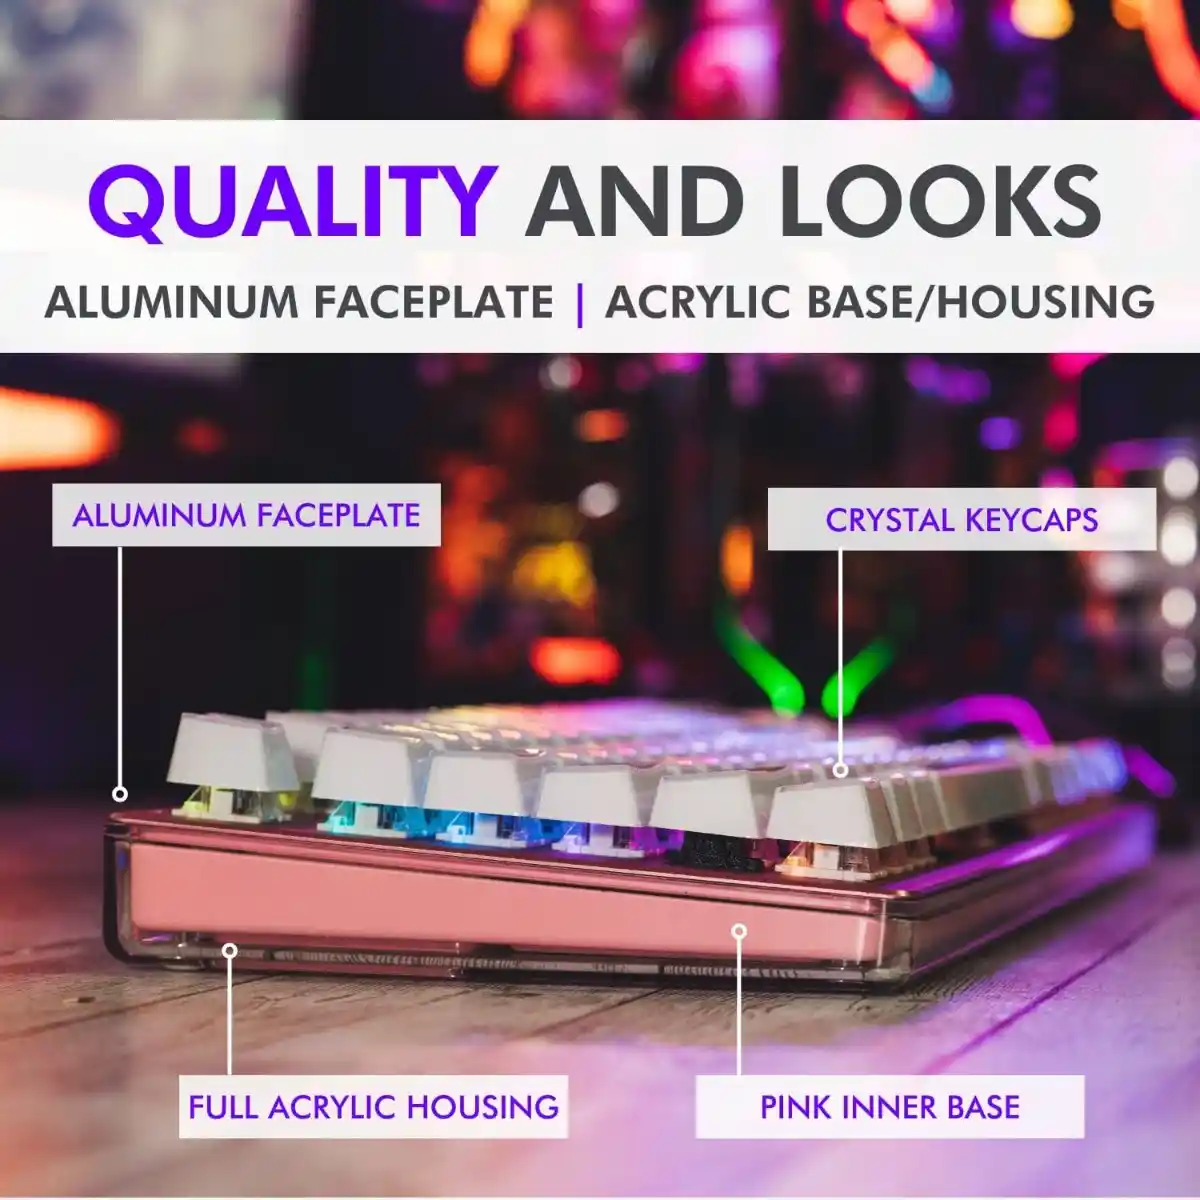 QUALITY AND LOOKS
ALUMINUM FACEPLATE | ACRYLIC BASE/HOUSING
ALUMINUM FACEPLATE
CRYSTAL KEYCAPS
FULL ACRYLIC HOUSING
PINK INNER BASE